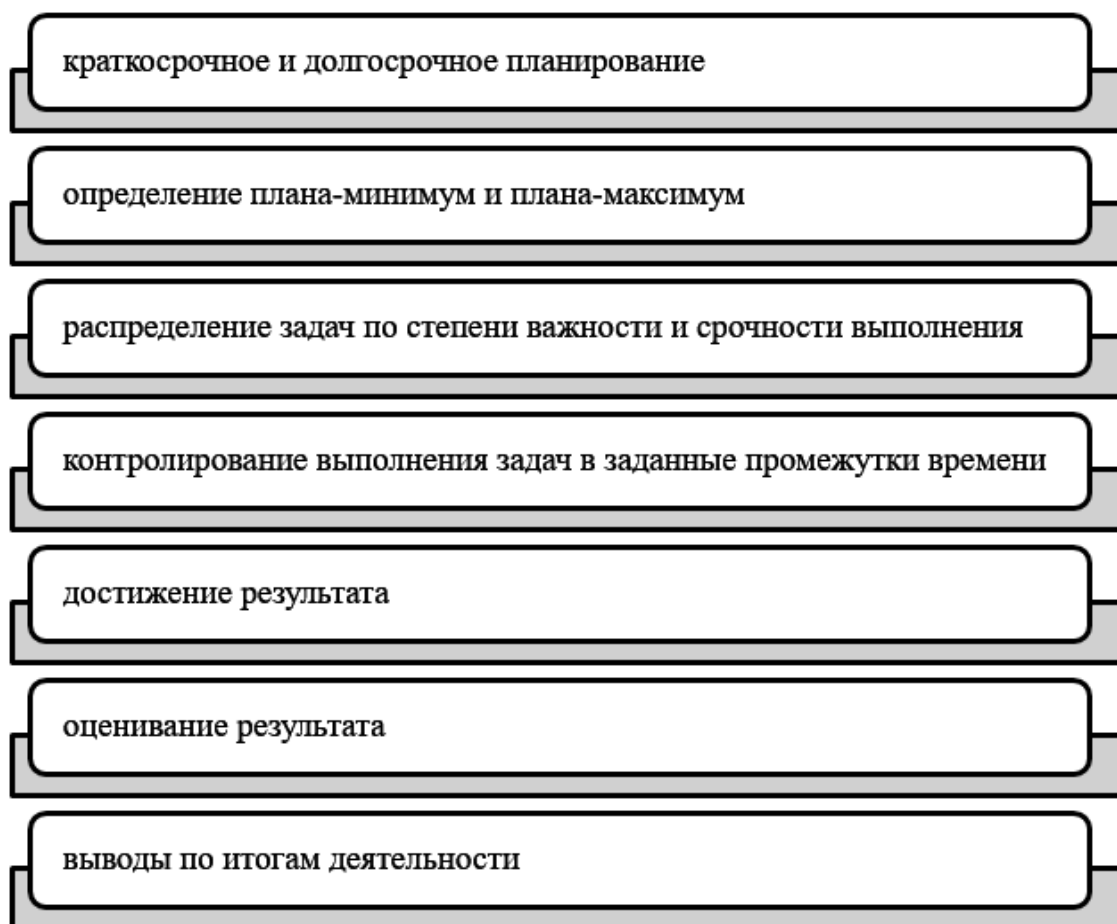 краткосрочное и долгосрочное планирование
определение плана-минимум и плана-максимум
распределение задач по степени важности и срочности выполнения
контролирование выполнения задач в заданные промежутки времени
достижение результата
оценивание результата
выводы по итогам деятельности